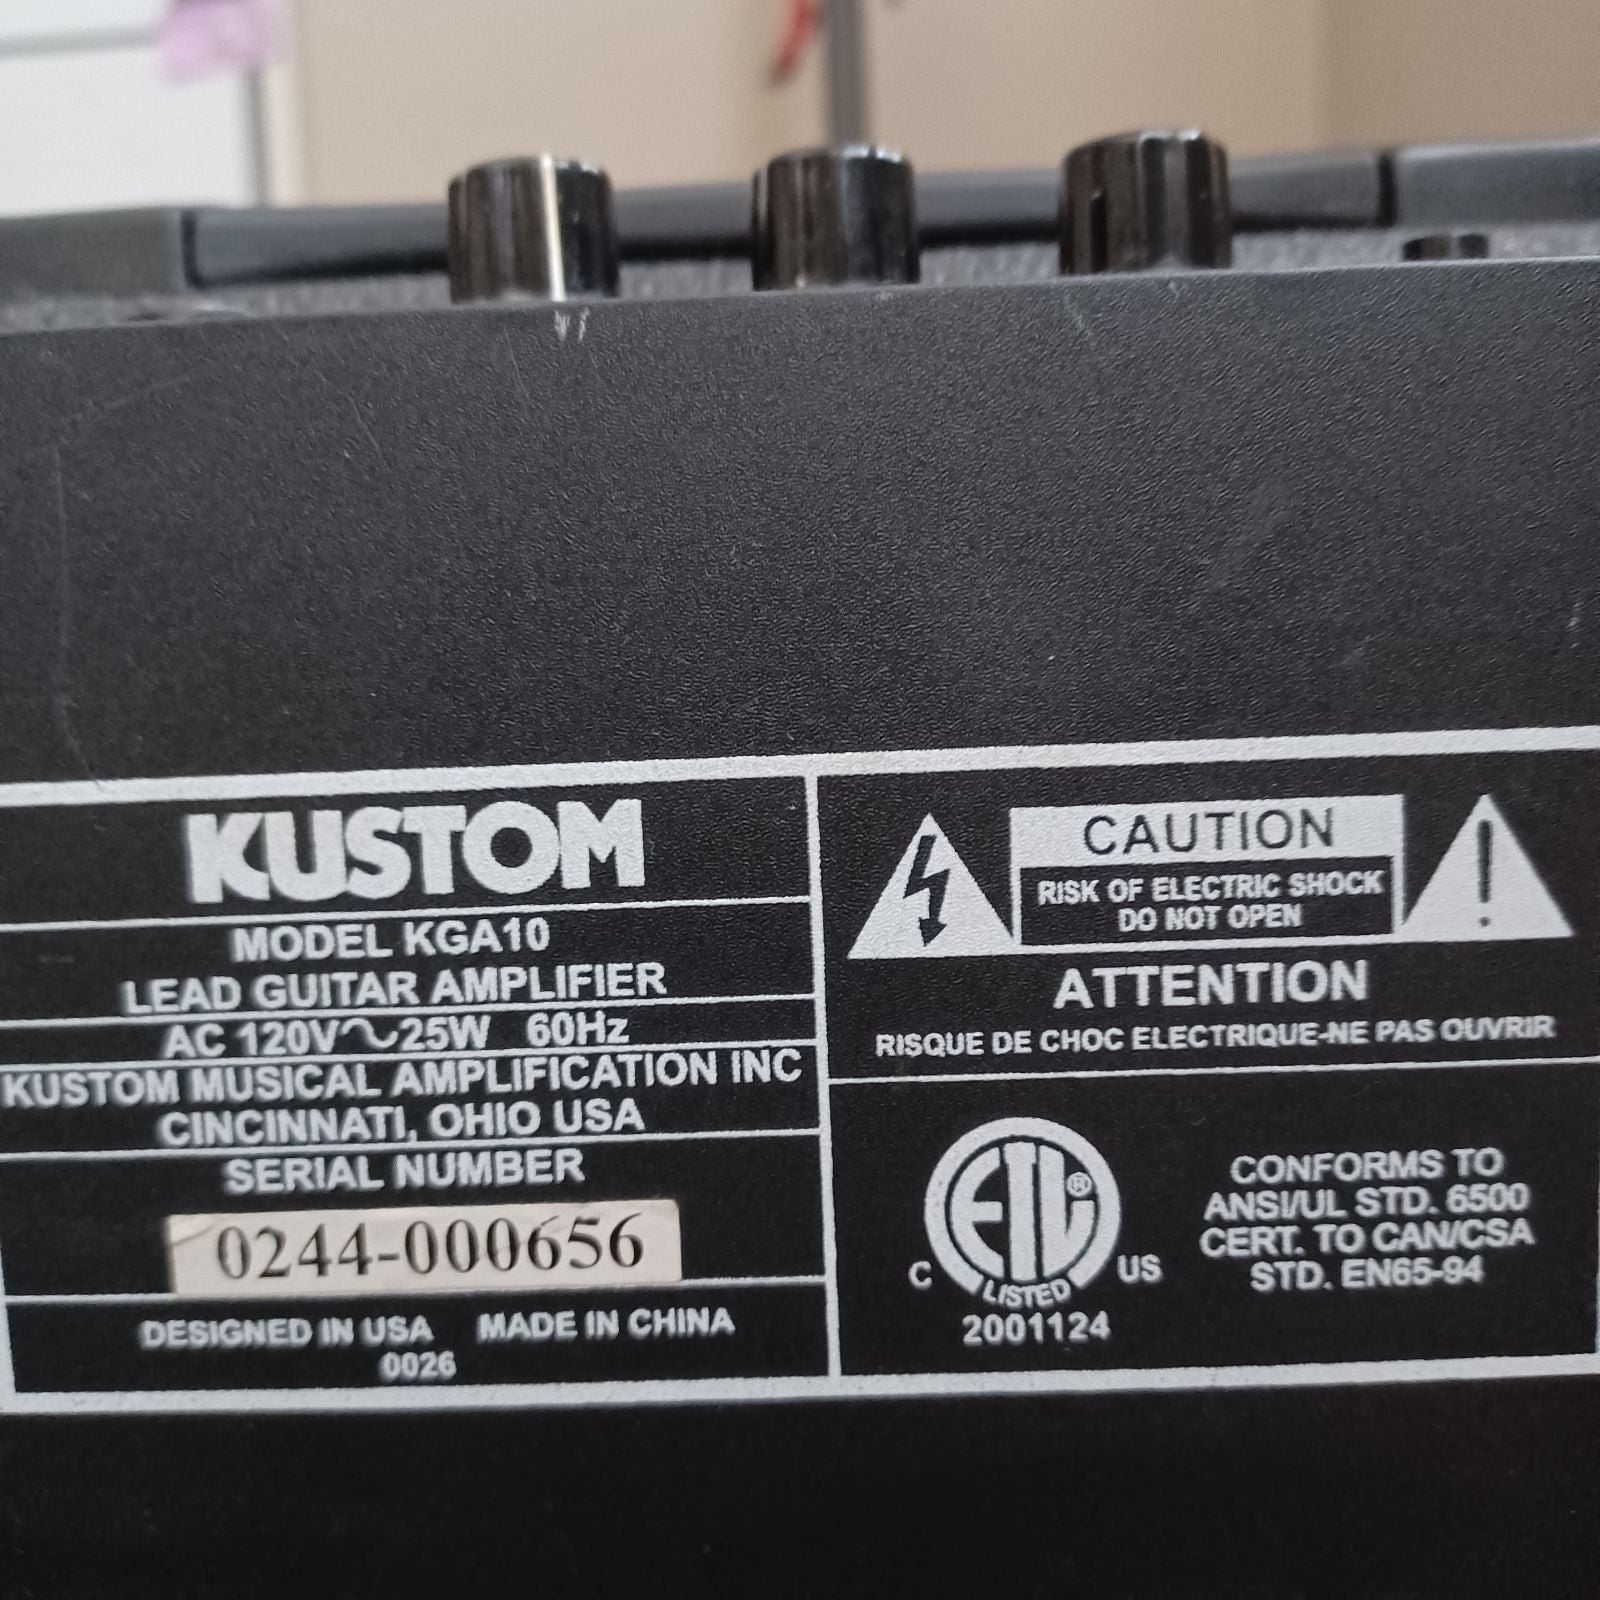 KUSTOM
MODEL KGA10
LEAD GUITAR AMPLIFIER
AC 120V～25W 60Hz
KUSTOM MUSICAL AMPLIFICATION INC
CINCINNATI, OHIO USA
SERIAL NUMBER
0244-000656
DESIGNED IN USA MADE IN CHINA
0026
CAUTION
RISK OF ELECTRIC SHOCK
DO NOT OPEN
ATTENTION
RISQUE DE CHOC ELECTRIQUE-NE PAS OUVRIR
ETL®
C US
LISTED
2001124
CONFORMS TO
ANSI/UL STD. 6500
CERT. TO CAN/CSA
STD. EN65-94